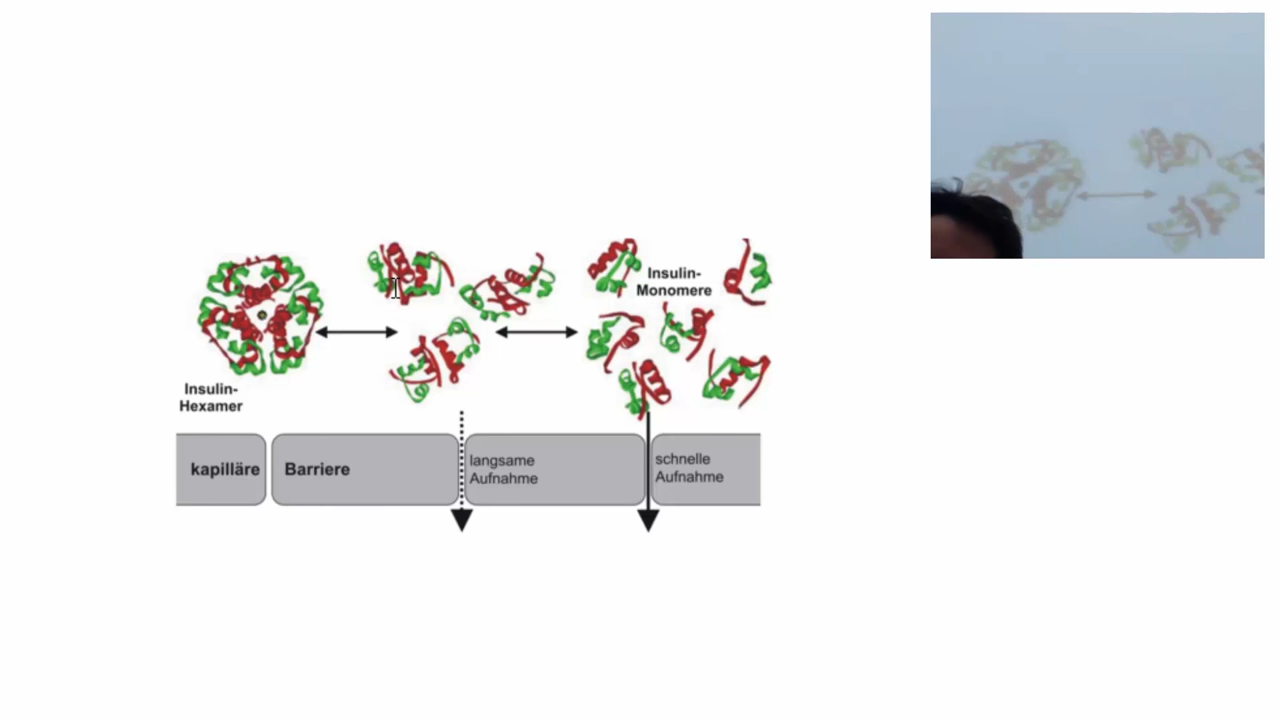 Insulin-
Monomere
Insulin-
Hexamer
kapilläre
Barriere
langsame
Aufnahme
schnelle
Aufnahme